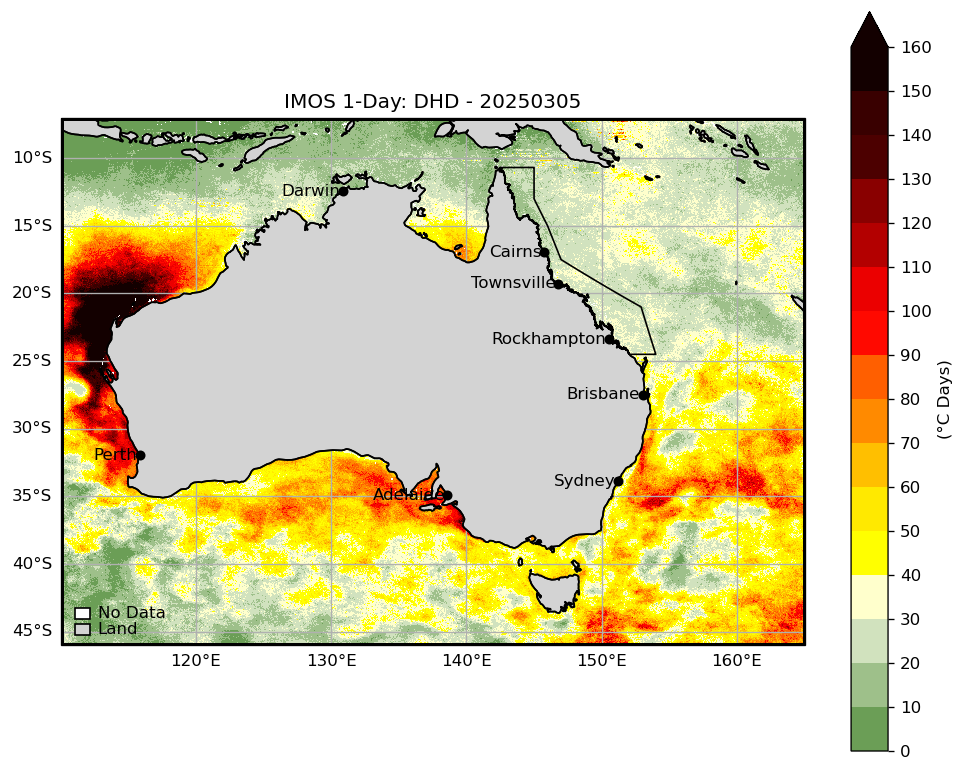 IMOS 1-Day: DHD - 20250305
10°S
15°S
20°S
25°S
30°S
35°S
40°S
45°S
Darwin
Cairns
Townsville
Rockhampton
Brisbane
Perth
Sydney
Adelaide
No Data
Land
120°E
130°E
140°E
150°E
160°E
160
150
140
130
120
110
100
90
80
70
60
50
40
30
20
10
0
(°C Days)